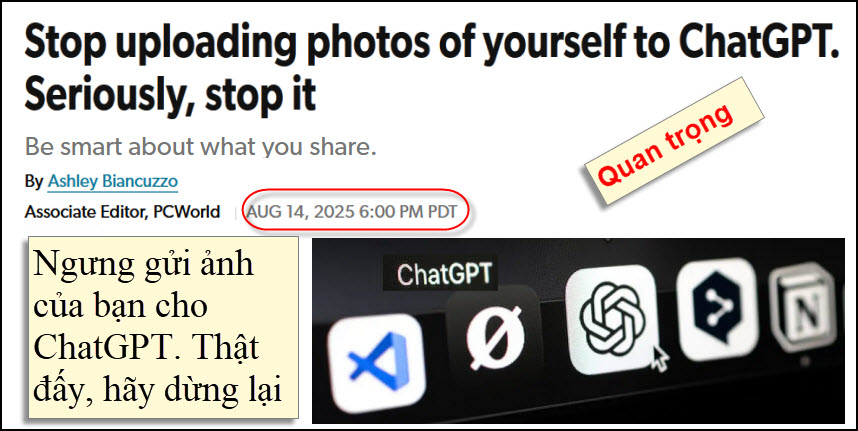 Stop uploading photos of yourself to ChatGPT.
Seriously, stop it
Be smart about what you share.
Quan trọng
By Ashley Biancuzzo
Associate Editor, PCWorld | AUG 14, 2025 6:00 PM PDT
Ngưng gửi ảnh
của bạn cho
ChatGPT. Thật
đấy, hãy dừng lại
ChatGPT
N